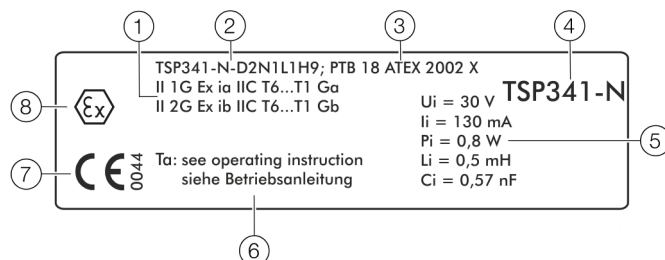 1
2
3
4
TSP341-N-D2N1L1H9; PTB 18 ATEX 2002 X
II 1G Ex ia IIC T6...T1 Ga
II 2G Ex ib IIC T6...T1 Gb
TSP341-N
Ui = 30 V
Ii = 130 mA
Pi = 0,8 W
Li = 0,5 mH
Ci = 0,57 nF
5
8
Ex
7
CE
0044
Ta: see operating instruction
siehe Betriebsanleitung
6